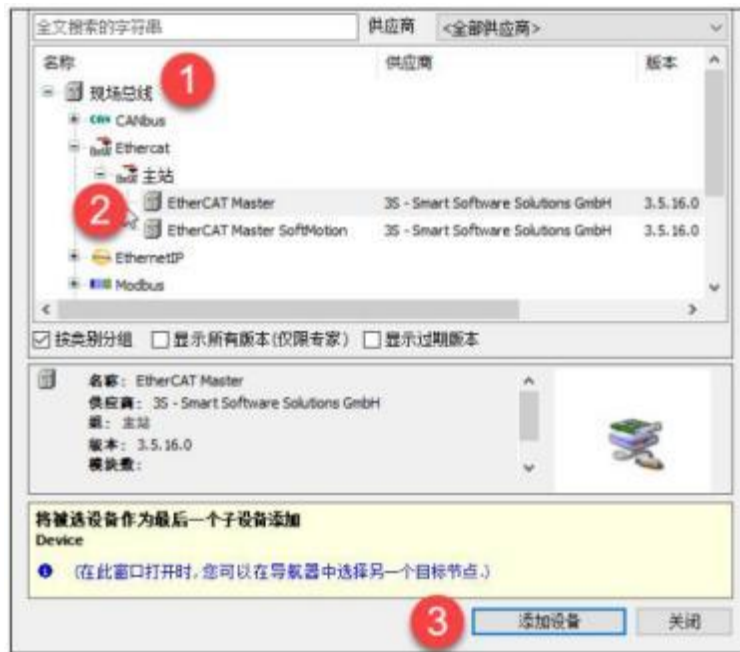 全文搜索的字符串 供应商 <全部供应商>
名称 供应商 版本
现场总线 1
CAN CANbus
Ethercat
主站
2 EtherCAT Master 3S - Smart Software Solutions GmbH 3.5.16.0
EtherCAT Master SoftMotion 3S - Smart Software Solutions GmbH 3.5.16.0
EthernetIP
Modbus
按类别分组 显示所有版本(仅限专家) 显示过期版本
名称: EtherCAT Master
供应商: 3S - Smart Software Solutions GmbH
组: 主站
版本: 3.5.16.0
模块数:
将被选设备作为最后一个子设备添加
Device
(在此窗口打开时,您可以在导航器中选择另一个目标节点.)
3 添加设备 关闭